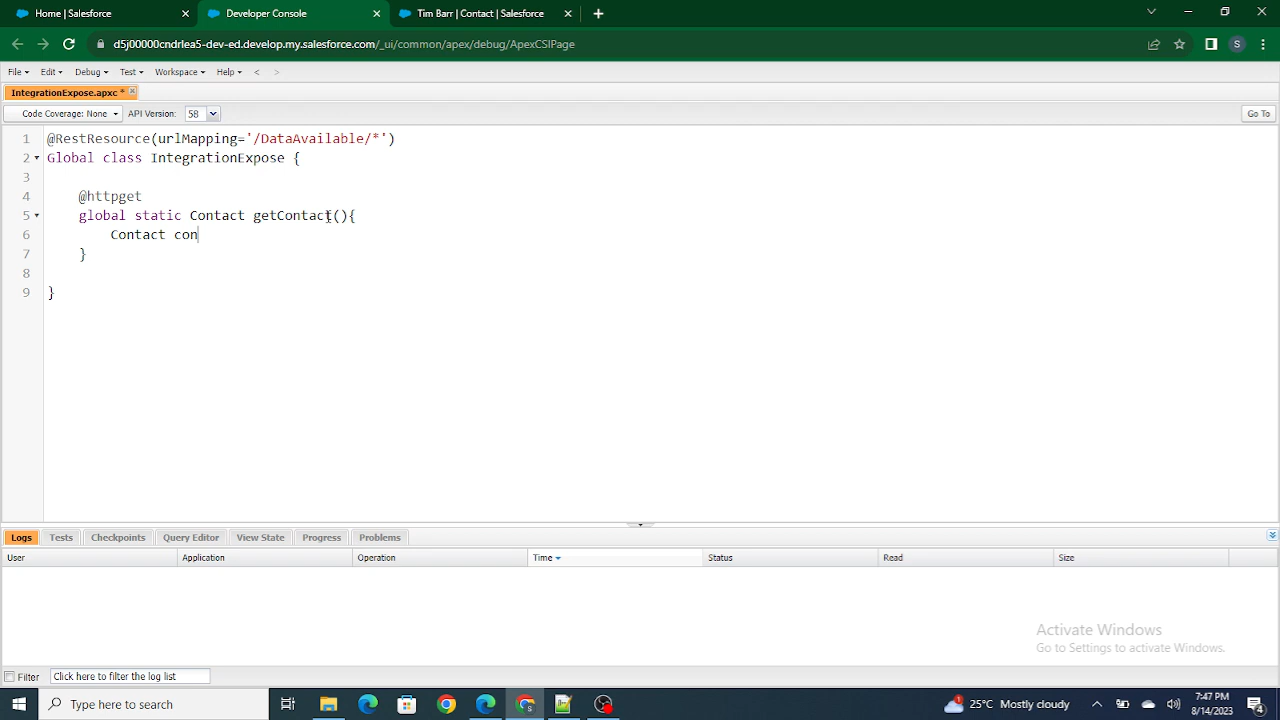 Home | Salesforce
Developer Console
Tim Barr | Contact | Salesforce
d5j00000cndrlea5-dev-ed.develop.my.salesforce.com/_ui/common/apex/debug/ApexCSIPage
S
File Edit Debug Test Workspace Help < >
IntegrationExpose.apxc *
Code Coverage: None API Version: 58 Go To
1 @RestResource(urlMapping='/DataAvailable/*')
2 Global class IntegrationExpose {
3
4 @httpget
5 global static Contact getContact(){
6 Contact con
7 }
8
9 }
Logs Tests Checkpoints Query Editor View State Progress Problems
User Application Operation Time Status Read Size
Activate Windows
Go to Settings to activate Windows.
Filter Click here to filter the log list
Type here to search
25°C Mostly cloudy
7:47 PM
8/14/2023